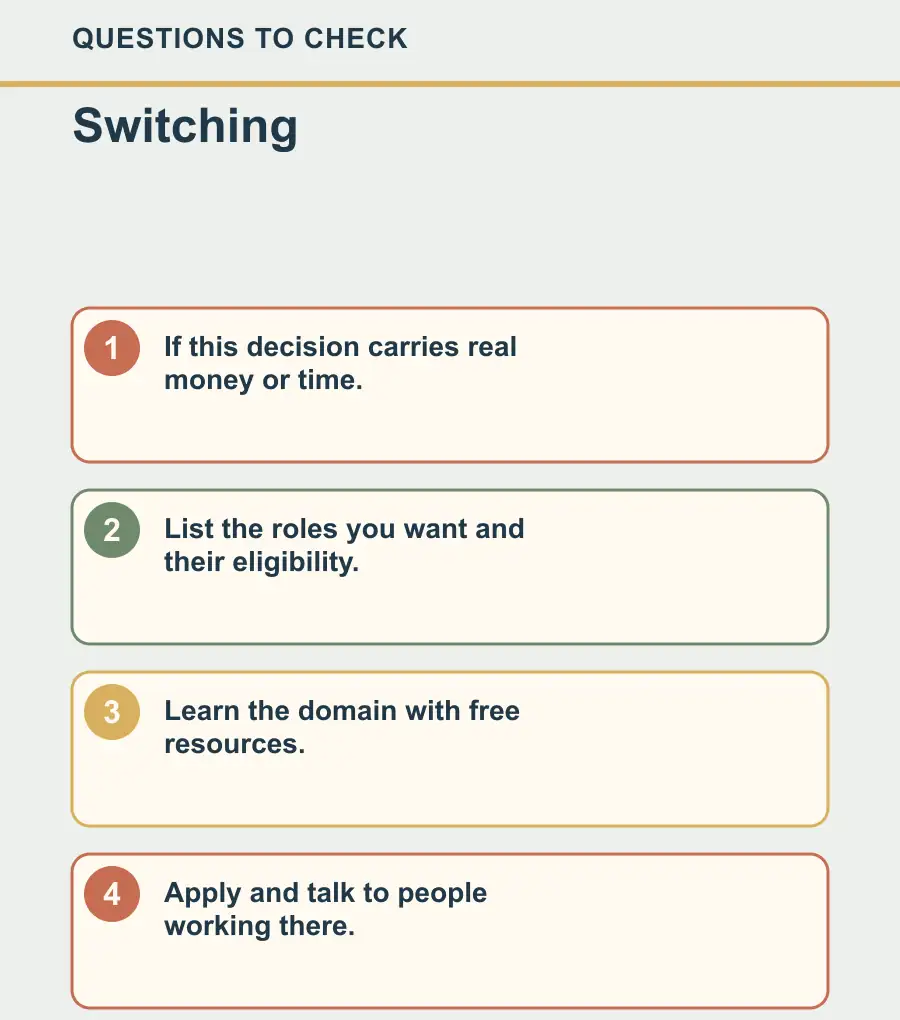 QUESTIONS TO CHECK
Switching
1
If this decision carries real
money or time.
2
List the roles you want and
their eligibility.
3
Learn the domain with free
resources.
4
Apply and talk to people
working there.